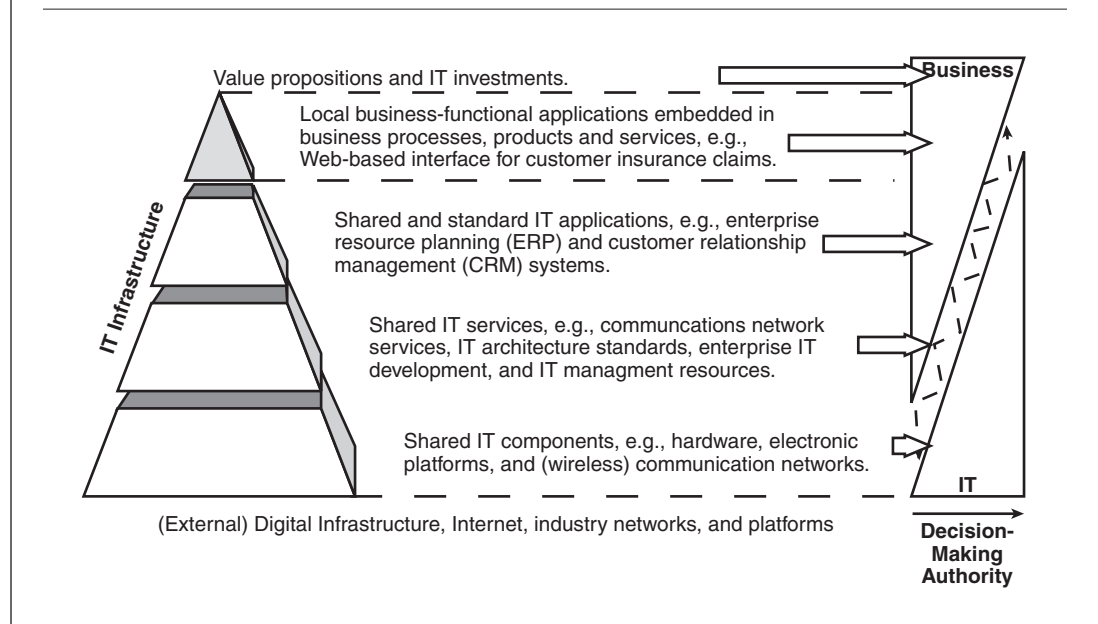 Value propositions and IT investments.
Business
Local business-functional applications embedded in
business processes, products and services, e.g.,
Web-based interface for customer insurance claims.
IT Infrastructure
Shared and standard IT applications, e.g., enterprise
resource planning (ERP) and customer relationship
management (CRM) systems.
Shared IT services, e.g., communcations network
services, IT architecture standards, enterprise IT
development, and IT managment resources.
Shared IT components, e.g., hardware, electronic
platforms, and (wireless) communication networks.
IT
(External) Digital Infrastructure, Internet, industry networks, and platforms
Decision-
Making
Authority